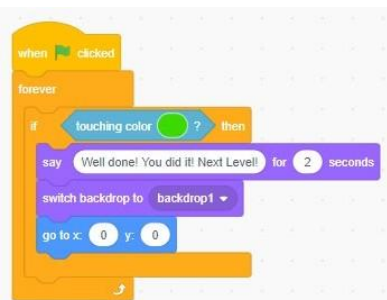 when clicked
forever
if touching color ? then
say Well done! You did it! Next Level! for 2 seconds
switch backdrop to backdrop1
go to x: 0 y: 0